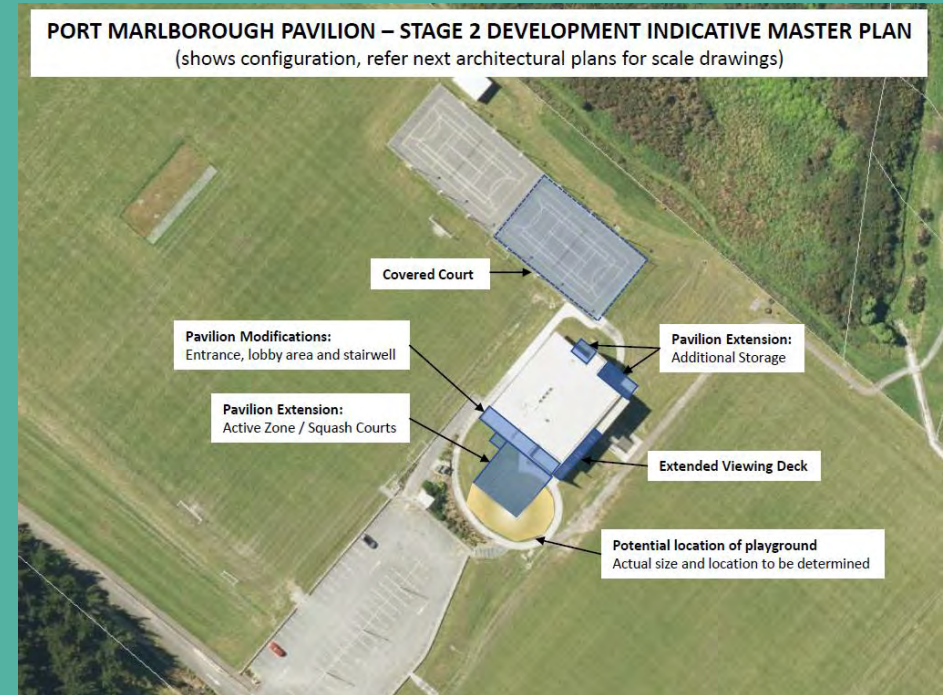 PORT MARLBOROUGH PAVILION – STAGE 2 DEVELOPMENT INDICATIVE MASTER PLAN
(shows configuration, refer next architectural plans for scale drawings)
Covered Court
Pavilion Modifications:
Entrance, lobby area and stairwell
Pavilion Extension:
Additional Storage
Pavilion Extension:
Active Zone / Squash Courts
Extended Viewing Deck
Potential location of playground
Actual size and location to be determined